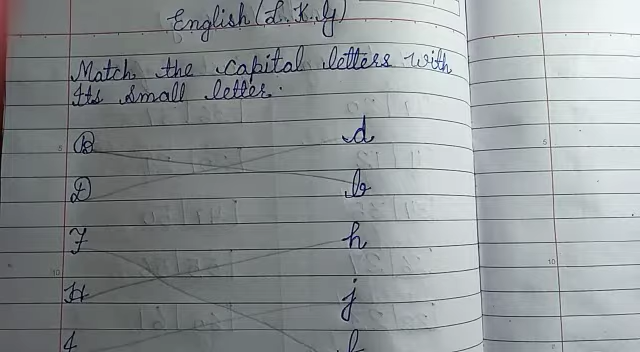 English (L.K.G)
Match the capital letters with
its small letter.
B d
D b
F h
H j
f